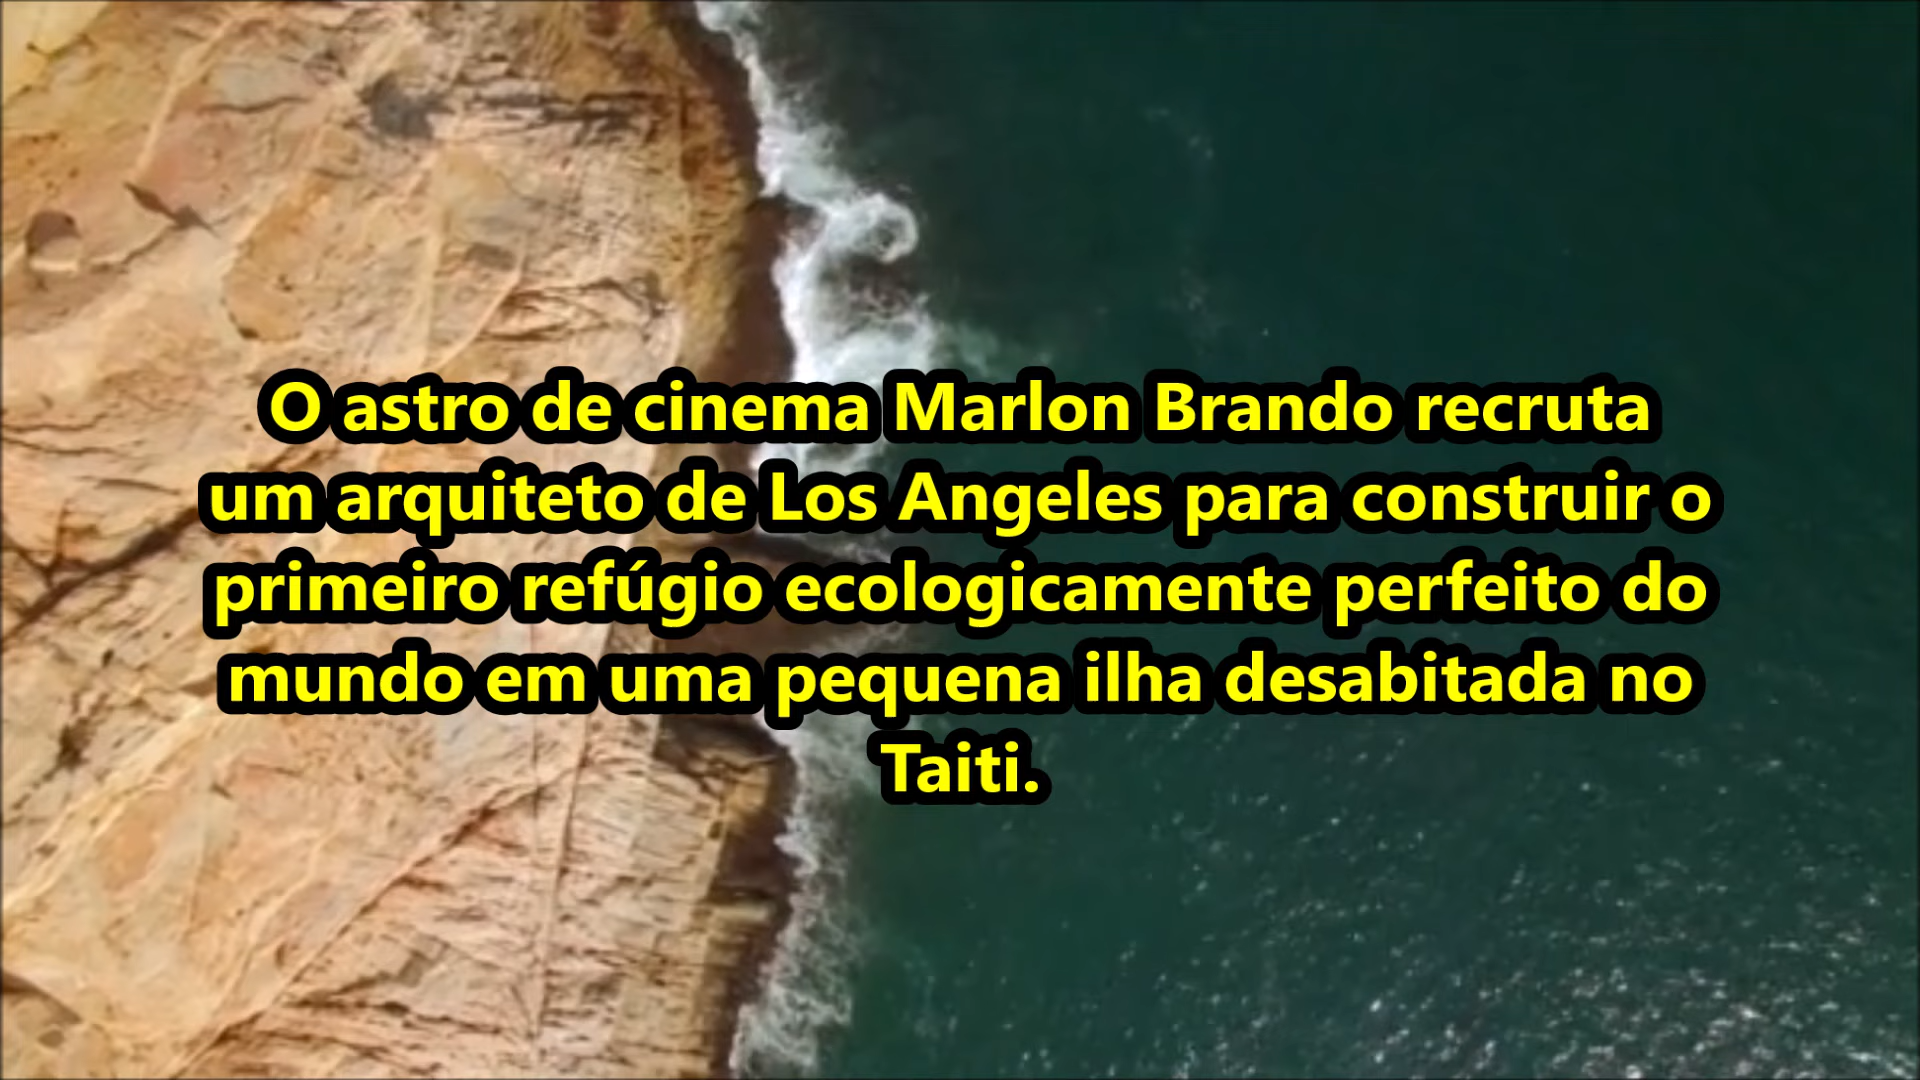 O astro de cinema Marlon Brando recruta
um arquiteto de Los Angeles para construir o
primeiro refúgio ecologicamente perfeito do
mundo em uma pequena ilha desabitada no
Taiti.